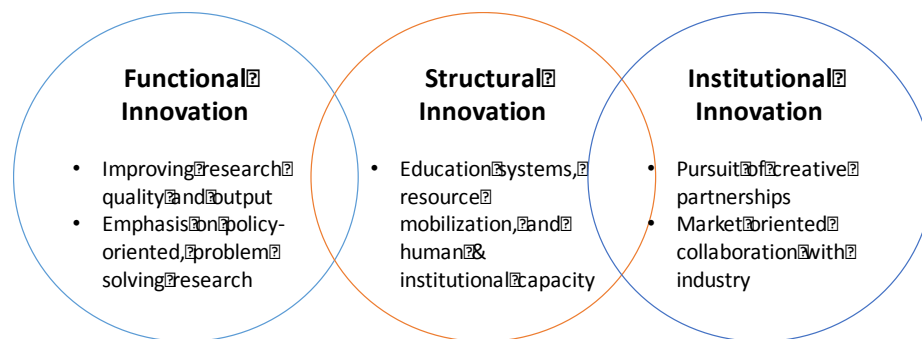 Functional⍰
Innovation
• Improving⍰research⍰
quality⍰and⍰output
• Emphasis⍰on⍰policy-
oriented,⍰problem⍰
solving⍰research
Structural⍰
Innovation
• Education⍰systems,⍰
resource⍰
mobilization,⍰and⍰
human⍰&⍰
institutional⍰capacity
Institutional⍰
Innovation
• Pursuit⍰of⍰creative⍰
partnerships
• Market⍰oriented⍰
collaboration⍰with⍰
industry